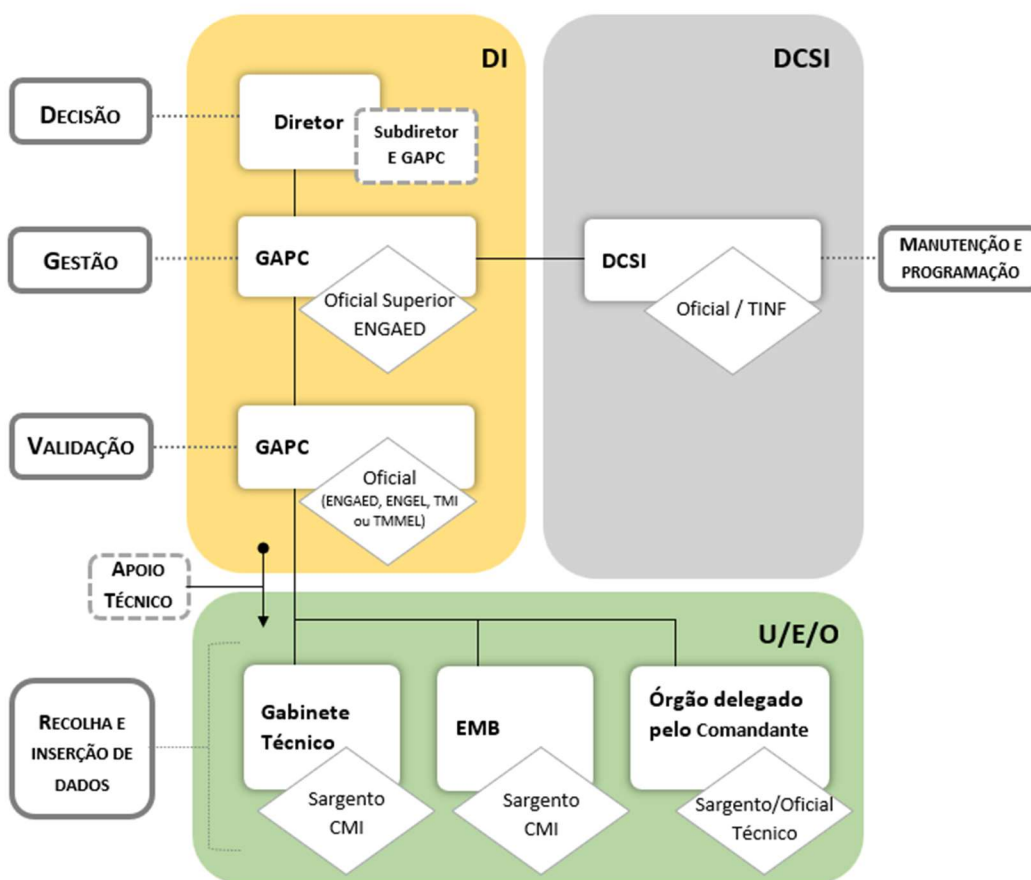 DI
DCSI
DECISÃO
Diretor
Subdiretor
E GAPC
GESTÃO
GAPC
Oficial Superior
ENGAED
DCSI
Oficial / TINF
MANUTENÇÃO E
PROGRAMAÇÃO
VALIDAÇÃO
GAPC
Oficial
(ENGAED, ENGEL, TMI
ou TMMEL)
APOIO
TÉCNICO
U/E/O
RECOLHA E
INSERÇÃO DE
DADOS
Gabinete
Técnico
Sargento
CMI
EMB
Sargento
CMI
Órgão delegado
pelo Comandante
Sargento/Oficial
Técnico